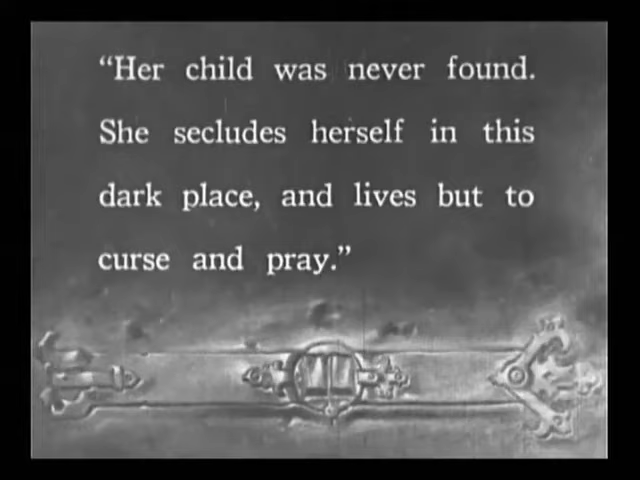 “Her child was never found.
She secludes herself in this
dark place, and lives but to
curse and pray.”